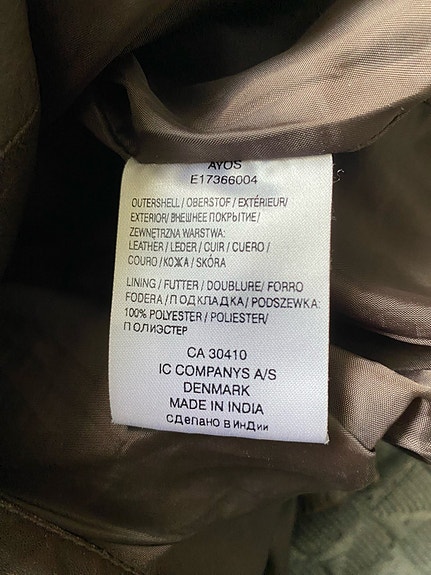 AYOS
E17366004
OUTERSHELL / OBERSTOF / EXTÉRIEUR/
EXTERIOR/ ВНЕШНЕЕ ПОКРЫТИЕ/
ZEWNĘTRZNA WARSTWA:
LEATHER / LEDER / CUIR / CUERO /
COURO /КОЖА / SKÓRA
LINING / FUTTER / DOUBLURE/ FORRO
FODERA / ПОДКЛАДКА/ PODSZEWKA:
100% POLYESTER / POLIESTER/
ПОЛИЭСТЕР
CA 30410
IC COMPANYS A/S
DENMARK
MADE IN INDIA
сделано в индии